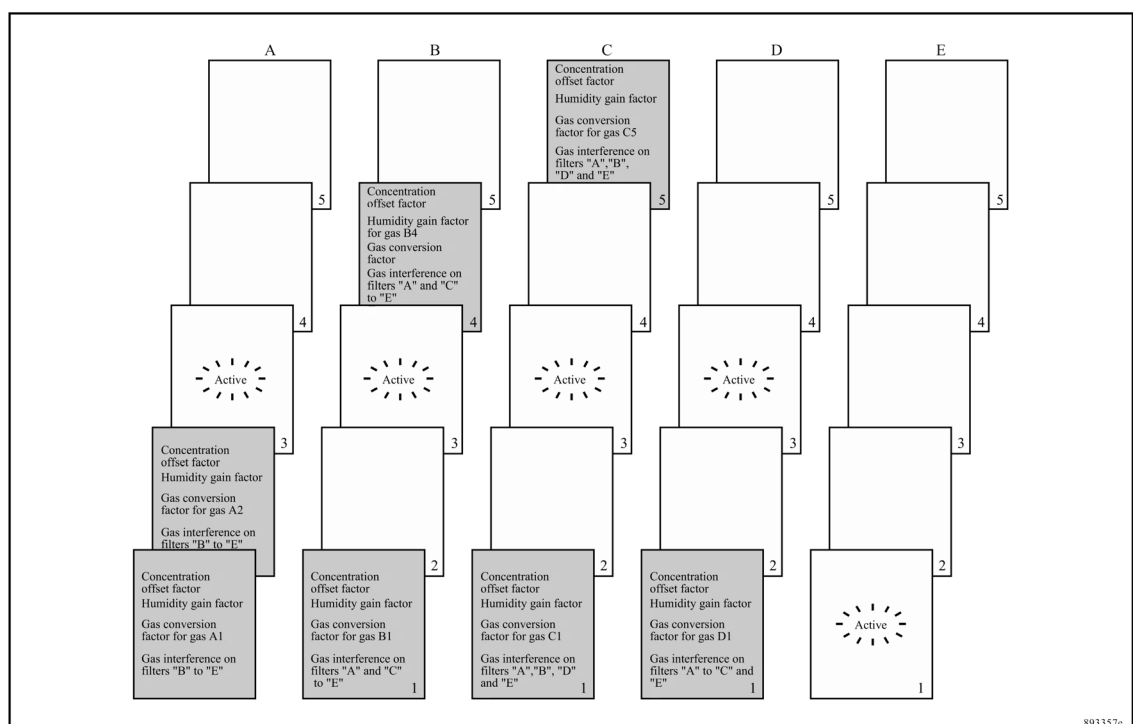 A B C D E
Concentration
offset factor
Humidity gain factor
Gas conversion
factor for gas C5
Gas interference on
filters "A","B",
"D" and "E"
5 5 5 5 5
Concentration
offset factor
Humidity gain factor
for gas B4
Gas conversion
factor
Gas interference on
filters "A" and "C"
to "E"
4 4 4 4 4
Active Active Active Active
3 3 3 3 3
Concentration
offset factor
Humidity gain factor
Gas conversion
factor for gas A2
Gas interference on
filters "B" to "E"
2 2 2 2
Concentration
offset factor
Humidity gain factor
Gas conversion
factor for gas A1
Gas interference on
filters "B" to "E"
Concentration
offset factor
Humidity gain factor
Gas conversion
factor for gas B1
Gas interference on
filters "A" and "C"
to "E"
1
Concentration
offset factor
Humidity gain factor
Gas conversion
factor for gas C1
Gas interference on
filters "A","B", "D"
and "E"
1
Concentration
offset factor
Humidity gain factor
Gas conversion
factor for gas D1
Gas interference on
filters "A" to "C" and
"E"
1
Active
1
893357e